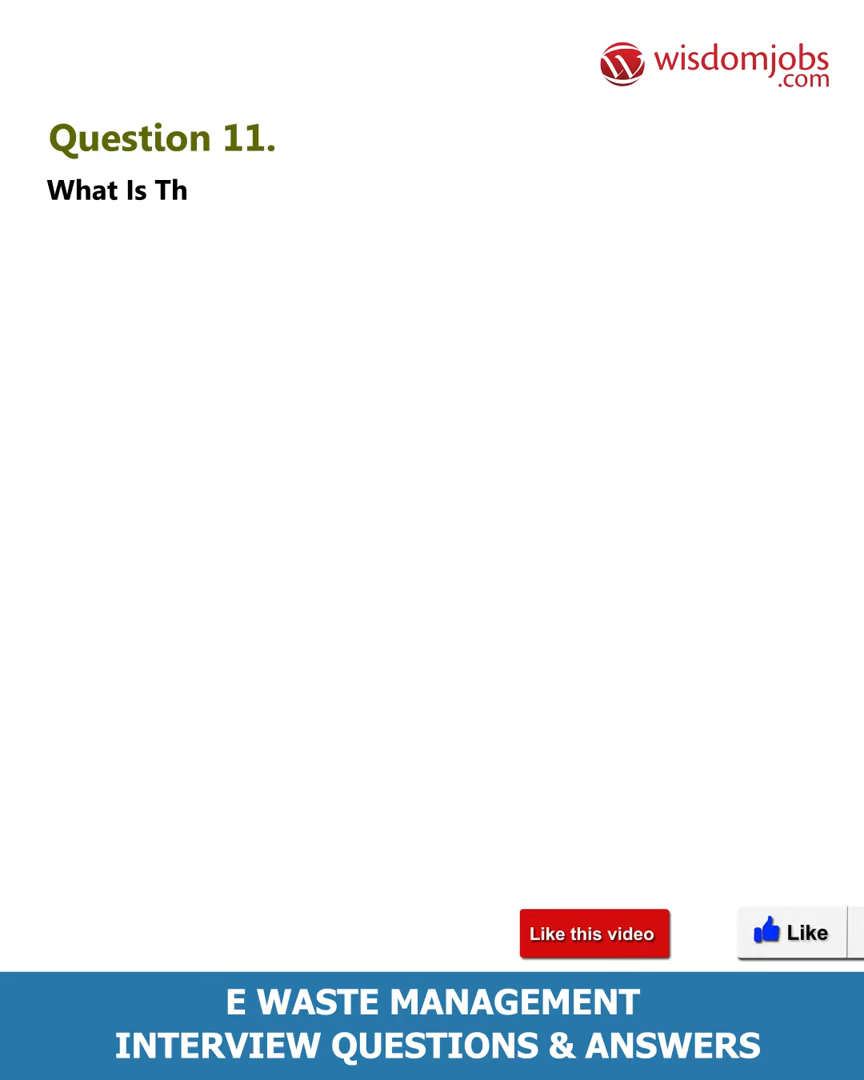 wisdomjobs
.com
Question 11.
What Is Th
Like this video
Like
E WASTE MANAGEMENT
INTERVIEW QUESTIONS & ANSWERS